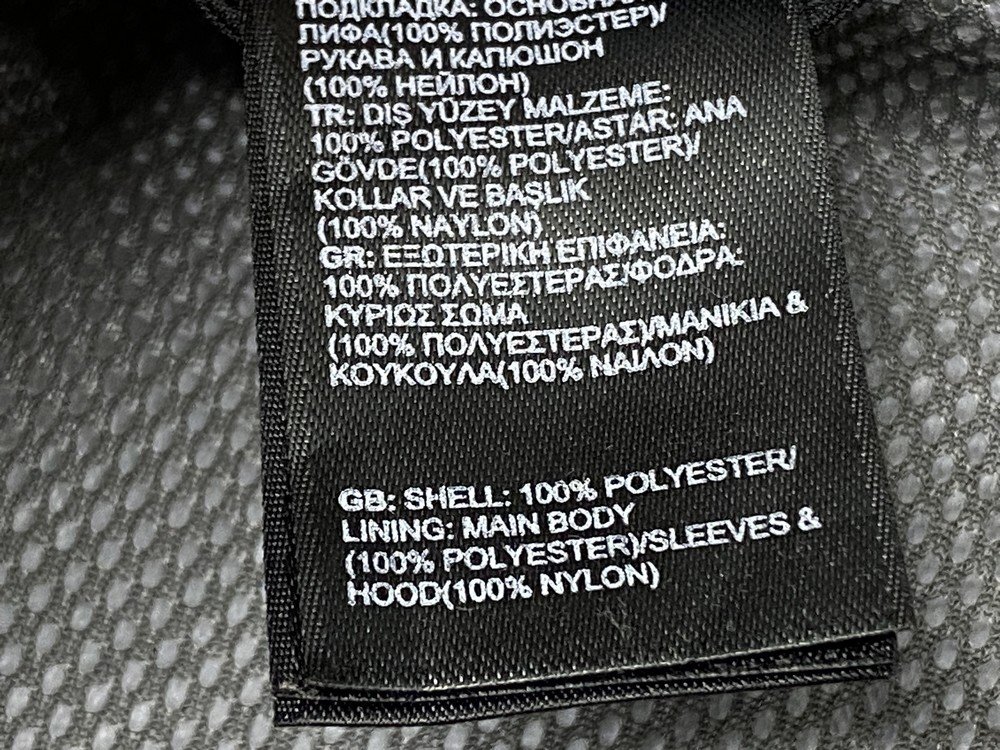 ПОДКЛАДКА:
ЛИФА(100% ПОЛИЭСТЕР)/
РУКАВА И КАПЮШОН
(100% НЕЙЛОН)
TR: DIŞ YÜZEY MALZEME:
100% POLYESTER/ASTAR: ANA
GÖVDE(100% POLYESTER)/
KOLLAR VE BAŞLIK
(100% NAYLON)
GR: ΕΞΩΤΕΡΙΚΗ ΕΠΙΦΑΝΕΙΑ:
100% ΠΟΛΥΕΣΤΕΡΑΣ/ΦΟΔΡΑ:
ΚΥΡΙΩΣ ΣΩΜΑ
(100% ΠΟΛΥΕΣΤΕΡΑΣ)/ΜΑΝΙΚΙΑ &
ΚΟΥΚΟΥΛΑ(100% ΝΑΙΛΟΝ)
GB: SHELL: 100% POLYESTER/
LINING: MAIN BODY
(100% POLYESTER)/SLEEVES &
HOOD(100% NYLON)